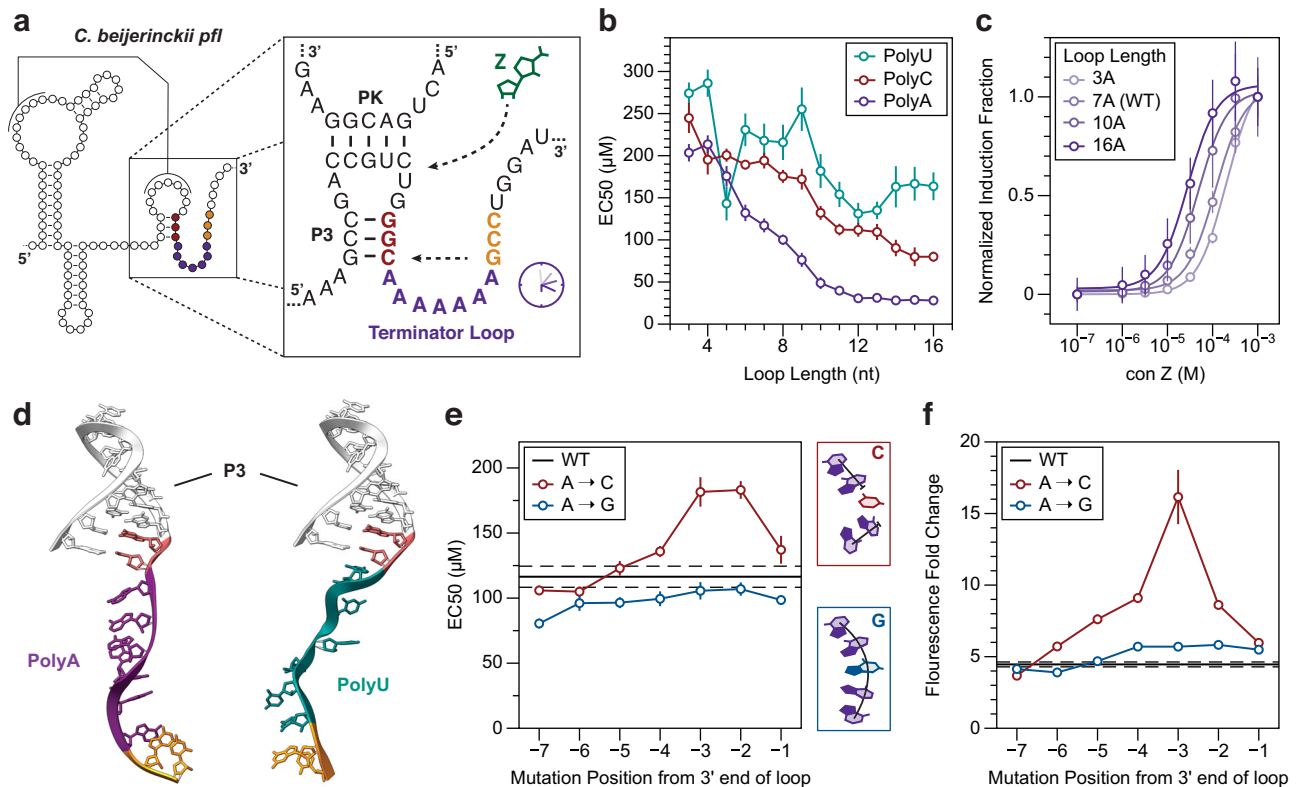 a
C. beijerinckii pfl
5'
3'
3'
5'
G
A
A
G G C A G
PK
C C G U C
A
C
U
Z
A
G
C
C
P3
U
G
G
G
C
G
A
A
A
A
A
5'
A
A A A A A
A
Terminator Loop
U
3'
A
G
G
U
C
C
G
A
b
PolyU
PolyC
PolyA
EC50 (µM)
300
250
200
150
100
50
0
4
8
12
16
Loop Length (nt)
c
Loop Length
3A
7A (WT)
10A
16A
Normalized Induction Fraction
1.0
0.5
0
10−7
10−6
10−5
10−4
10−3
con Z (M)
d
P3
PolyA
PolyU
e
WT
A → C
A → G
EC50 (µM)
200
150
100
50
0
−7
−6
−5
−4
−3
−2
−1
Mutation Position from 3' end of loop
C
G
f
WT
A → C
A → G
Flourescence Fold Change
20
15
10
5
0
−7
−6
−5
−4
−3
−2
−1
Mutation Position from 3' end of loop